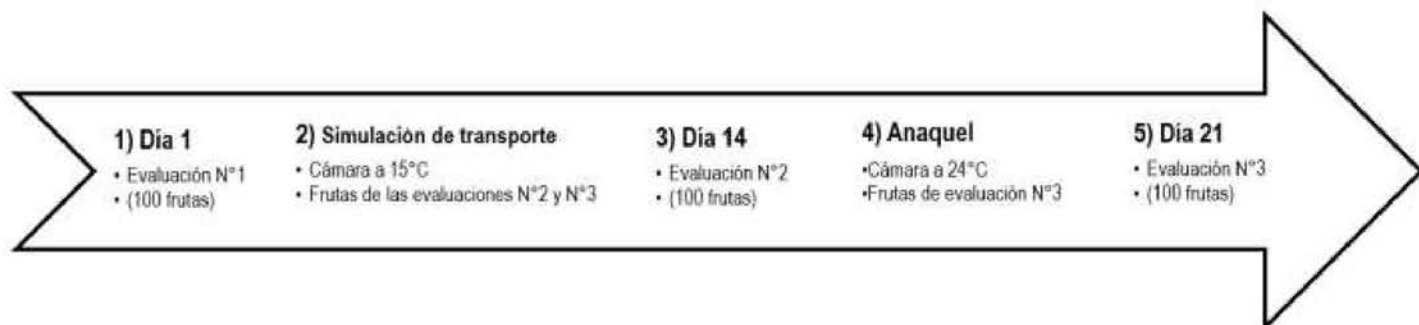 1) Día 1
• Evaluación N°1
• (100 frutas)
2) Simulación de transporte
• Cámara a 15°C
• Frutas de las evaluaciones N°2 y N°3
3) Día 14
• Evaluación N°2
• (100 frutas)
4) Anaquel
•Cámara a 24°C
•Frutas de evaluación N°3
5) Día 21
• Evaluación N°3
• (100 frutas)